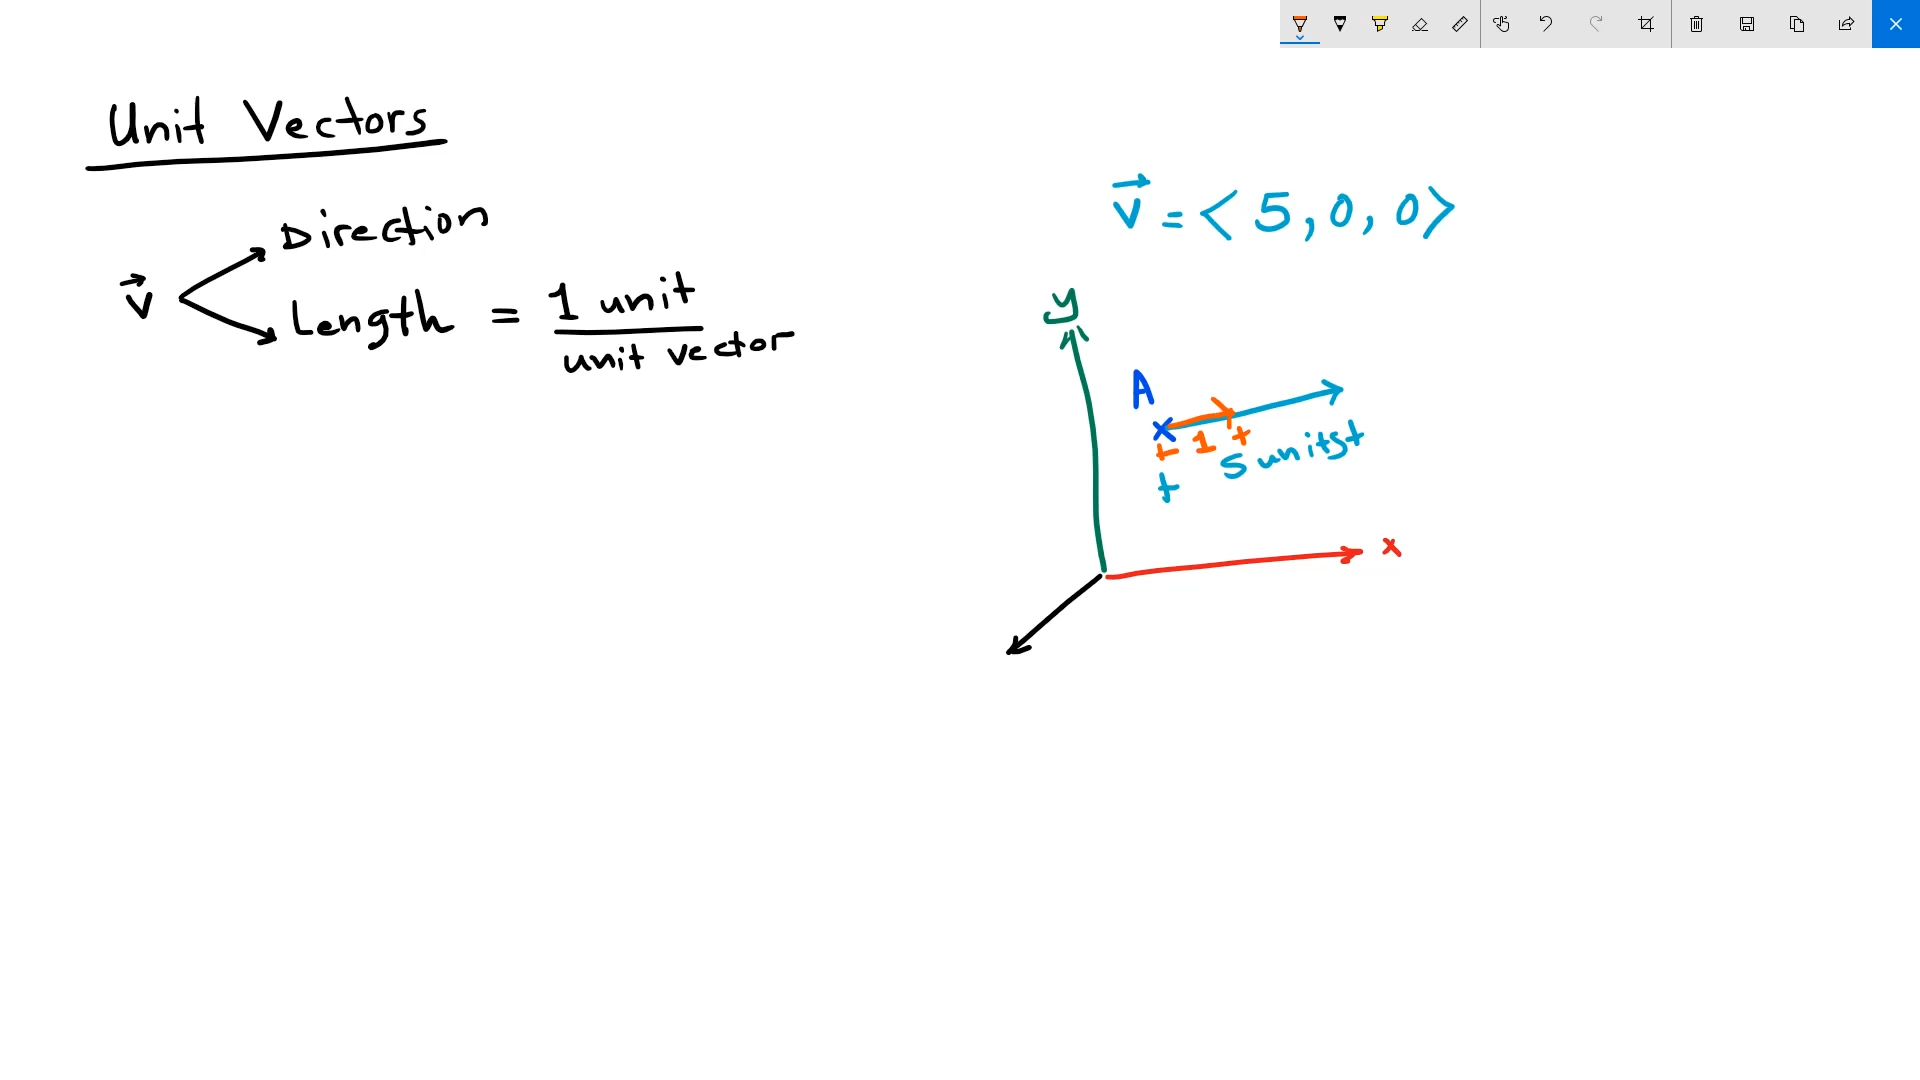 Unit Vectors
Direction
v⃗
Length = 1 unit
unit vector
v⃗ = < 5, 0, 0 >
y
A
1
5 units
x